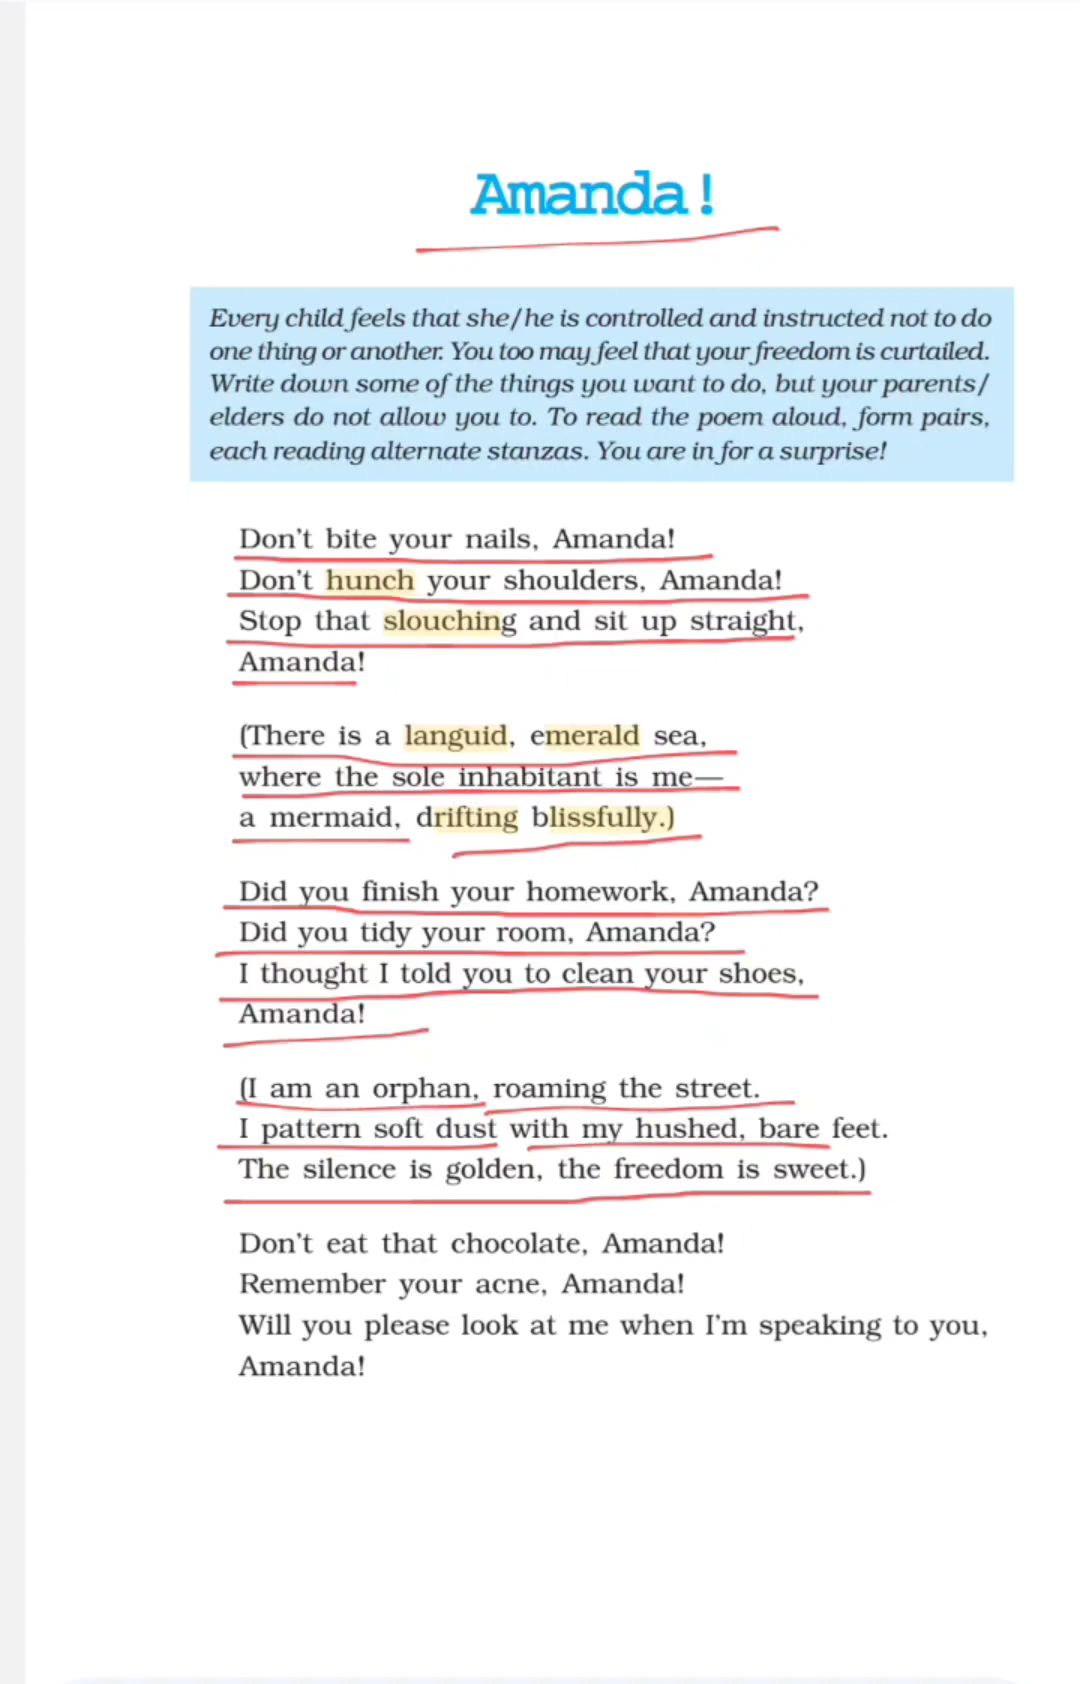 Amanda!
Every child feels that she/he is controlled and instructed not to do
one thing or another. You too may feel that your freedom is curtailed.
Write down some of the things you want to do, but your parents/
elders do not allow you to. To read the poem aloud, form pairs,
each reading alternate stanzas. You are in for a surprise!
Don't bite your nails, Amanda!
Don't hunch your shoulders, Amanda!
Stop that slouching and sit up straight,
Amanda!
(There is a languid, emerald sea,
where the sole inhabitant is me—
a mermaid, drifting blissfully.)
Did you finish your homework, Amanda?
Did you tidy your room, Amanda?
I thought I told you to clean your shoes,
Amanda!
(I am an orphan, roaming the street.
I pattern soft dust with my hushed, bare feet.
The silence is golden, the freedom is sweet.)
Don't eat that chocolate, Amanda!
Remember your acne, Amanda!
Will you please look at me when I'm speaking to you,
Amanda!